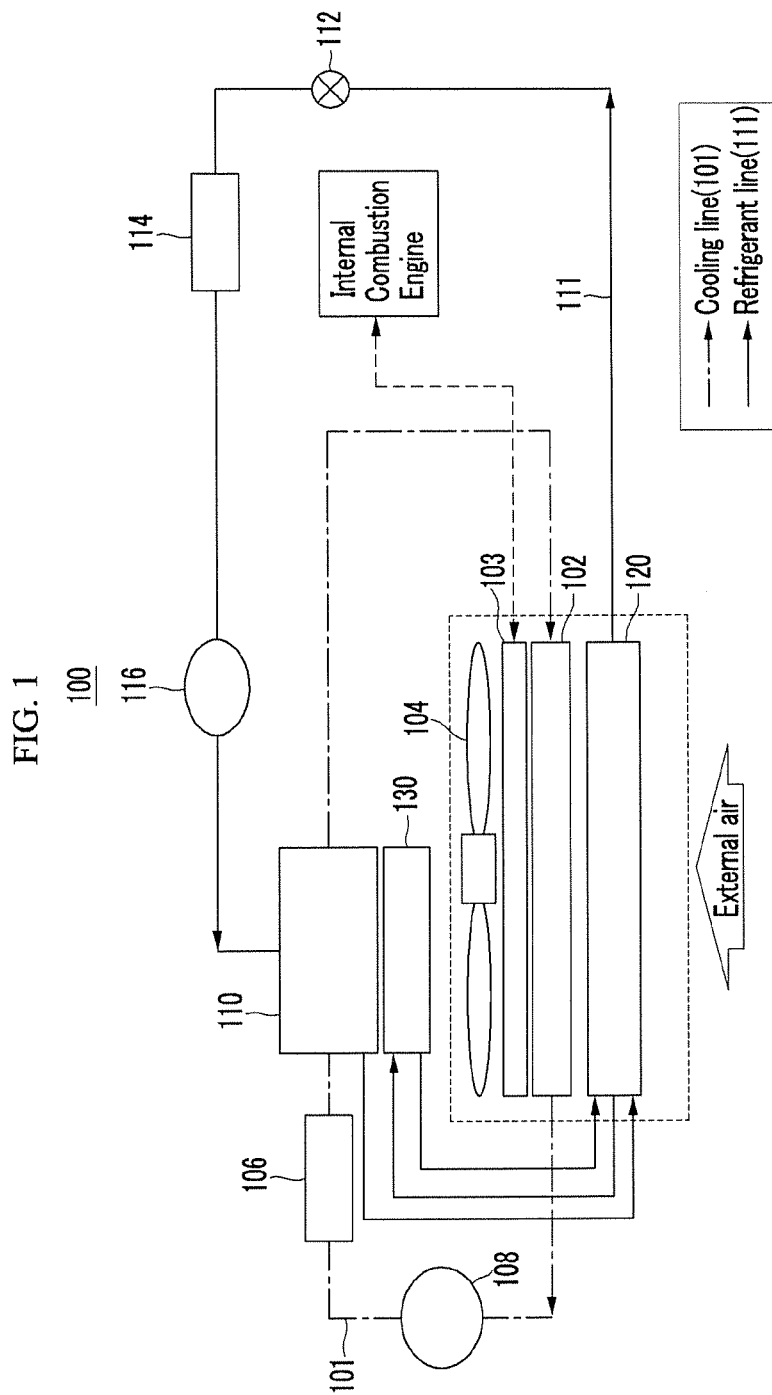 FIG. 1
100
116
114
112
110
130
106
108
101
104
103
102
120
111
Internal
Combustion
Engine
External air
Cooling line(101)
Refrigerant line(111)